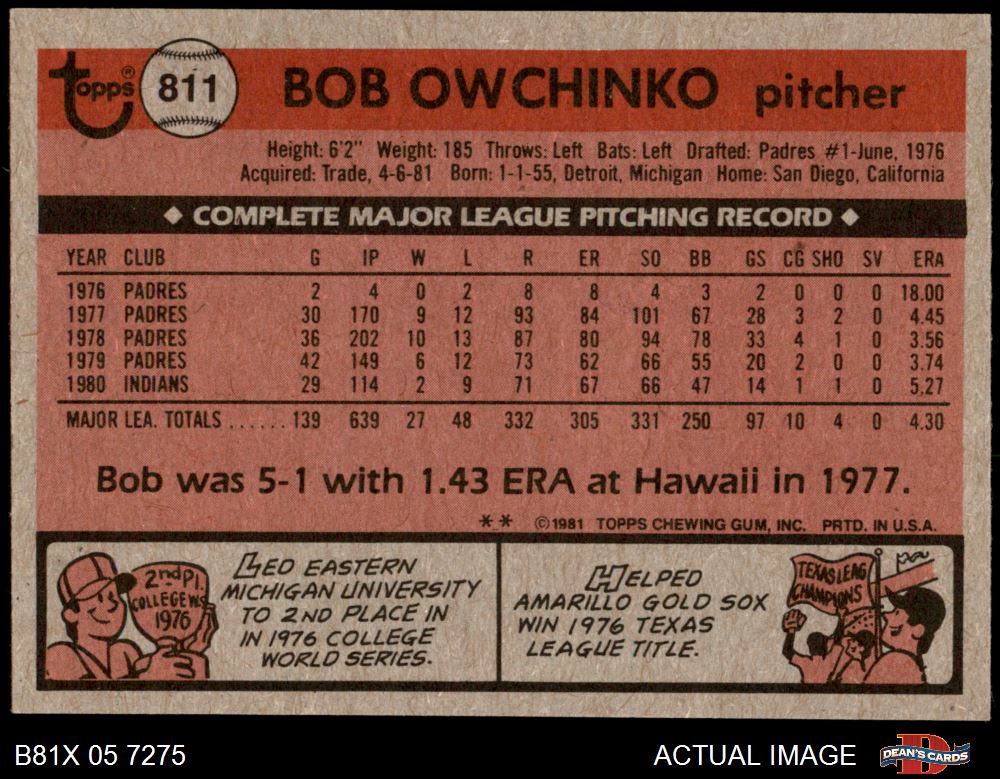 topps® 811 BOB OWCHINKO pitcher
Height: 6'2" Weight: 185 Throws: Left Bats: Left Drafted: Padres #1-June, 1976
Acquired: Trade, 4-6-81 Born: 1-1-55, Detroit, Michigan Home: San Diego, California
◆ COMPLETE MAJOR LEAGUE PITCHING RECORD ◆
YEAR CLUB G IP W L R ER SO BB GS CG SHO SV ERA
1976 PADRES 2 4 0 2 8 8 4 3 2 0 0 0 18.00
1977 PADRES 30 170 9 12 93 84 101 67 28 3 2 0 4.45
1978 PADRES 36 202 10 13 87 80 94 78 33 4 1 0 3.56
1979 PADRES 42 149 6 12 73 62 66 55 20 2 0 0 3.74
1980 INDIANS 29 114 2 9 71 67 66 47 14 1 1 0 5.27
MAJOR LEA. TOTALS ...... 139 639 27 48 332 305 331 250 97 10 4 0 4.30
Bob was 5-1 with 1.43 ERA at Hawaii in 1977.
** ©1981 TOPPS CHEWING GUM, INC. PRTD. IN U.S.A.
2nd Pl.
COLLEGE W.S.
1976
LED EASTERN
MICHIGAN UNIVERSITY
TO 2ND PLACE IN
IN 1976 COLLEGE
WORLD SERIES.
HELPED
AMARILLO GOLD SOX
WIN 1976 TEXAS
LEAGUE TITLE.
TEXAS LEAG
CHAMPIONS
B81X 05 7275 ACTUAL IMAGE DEAN'S CARDS